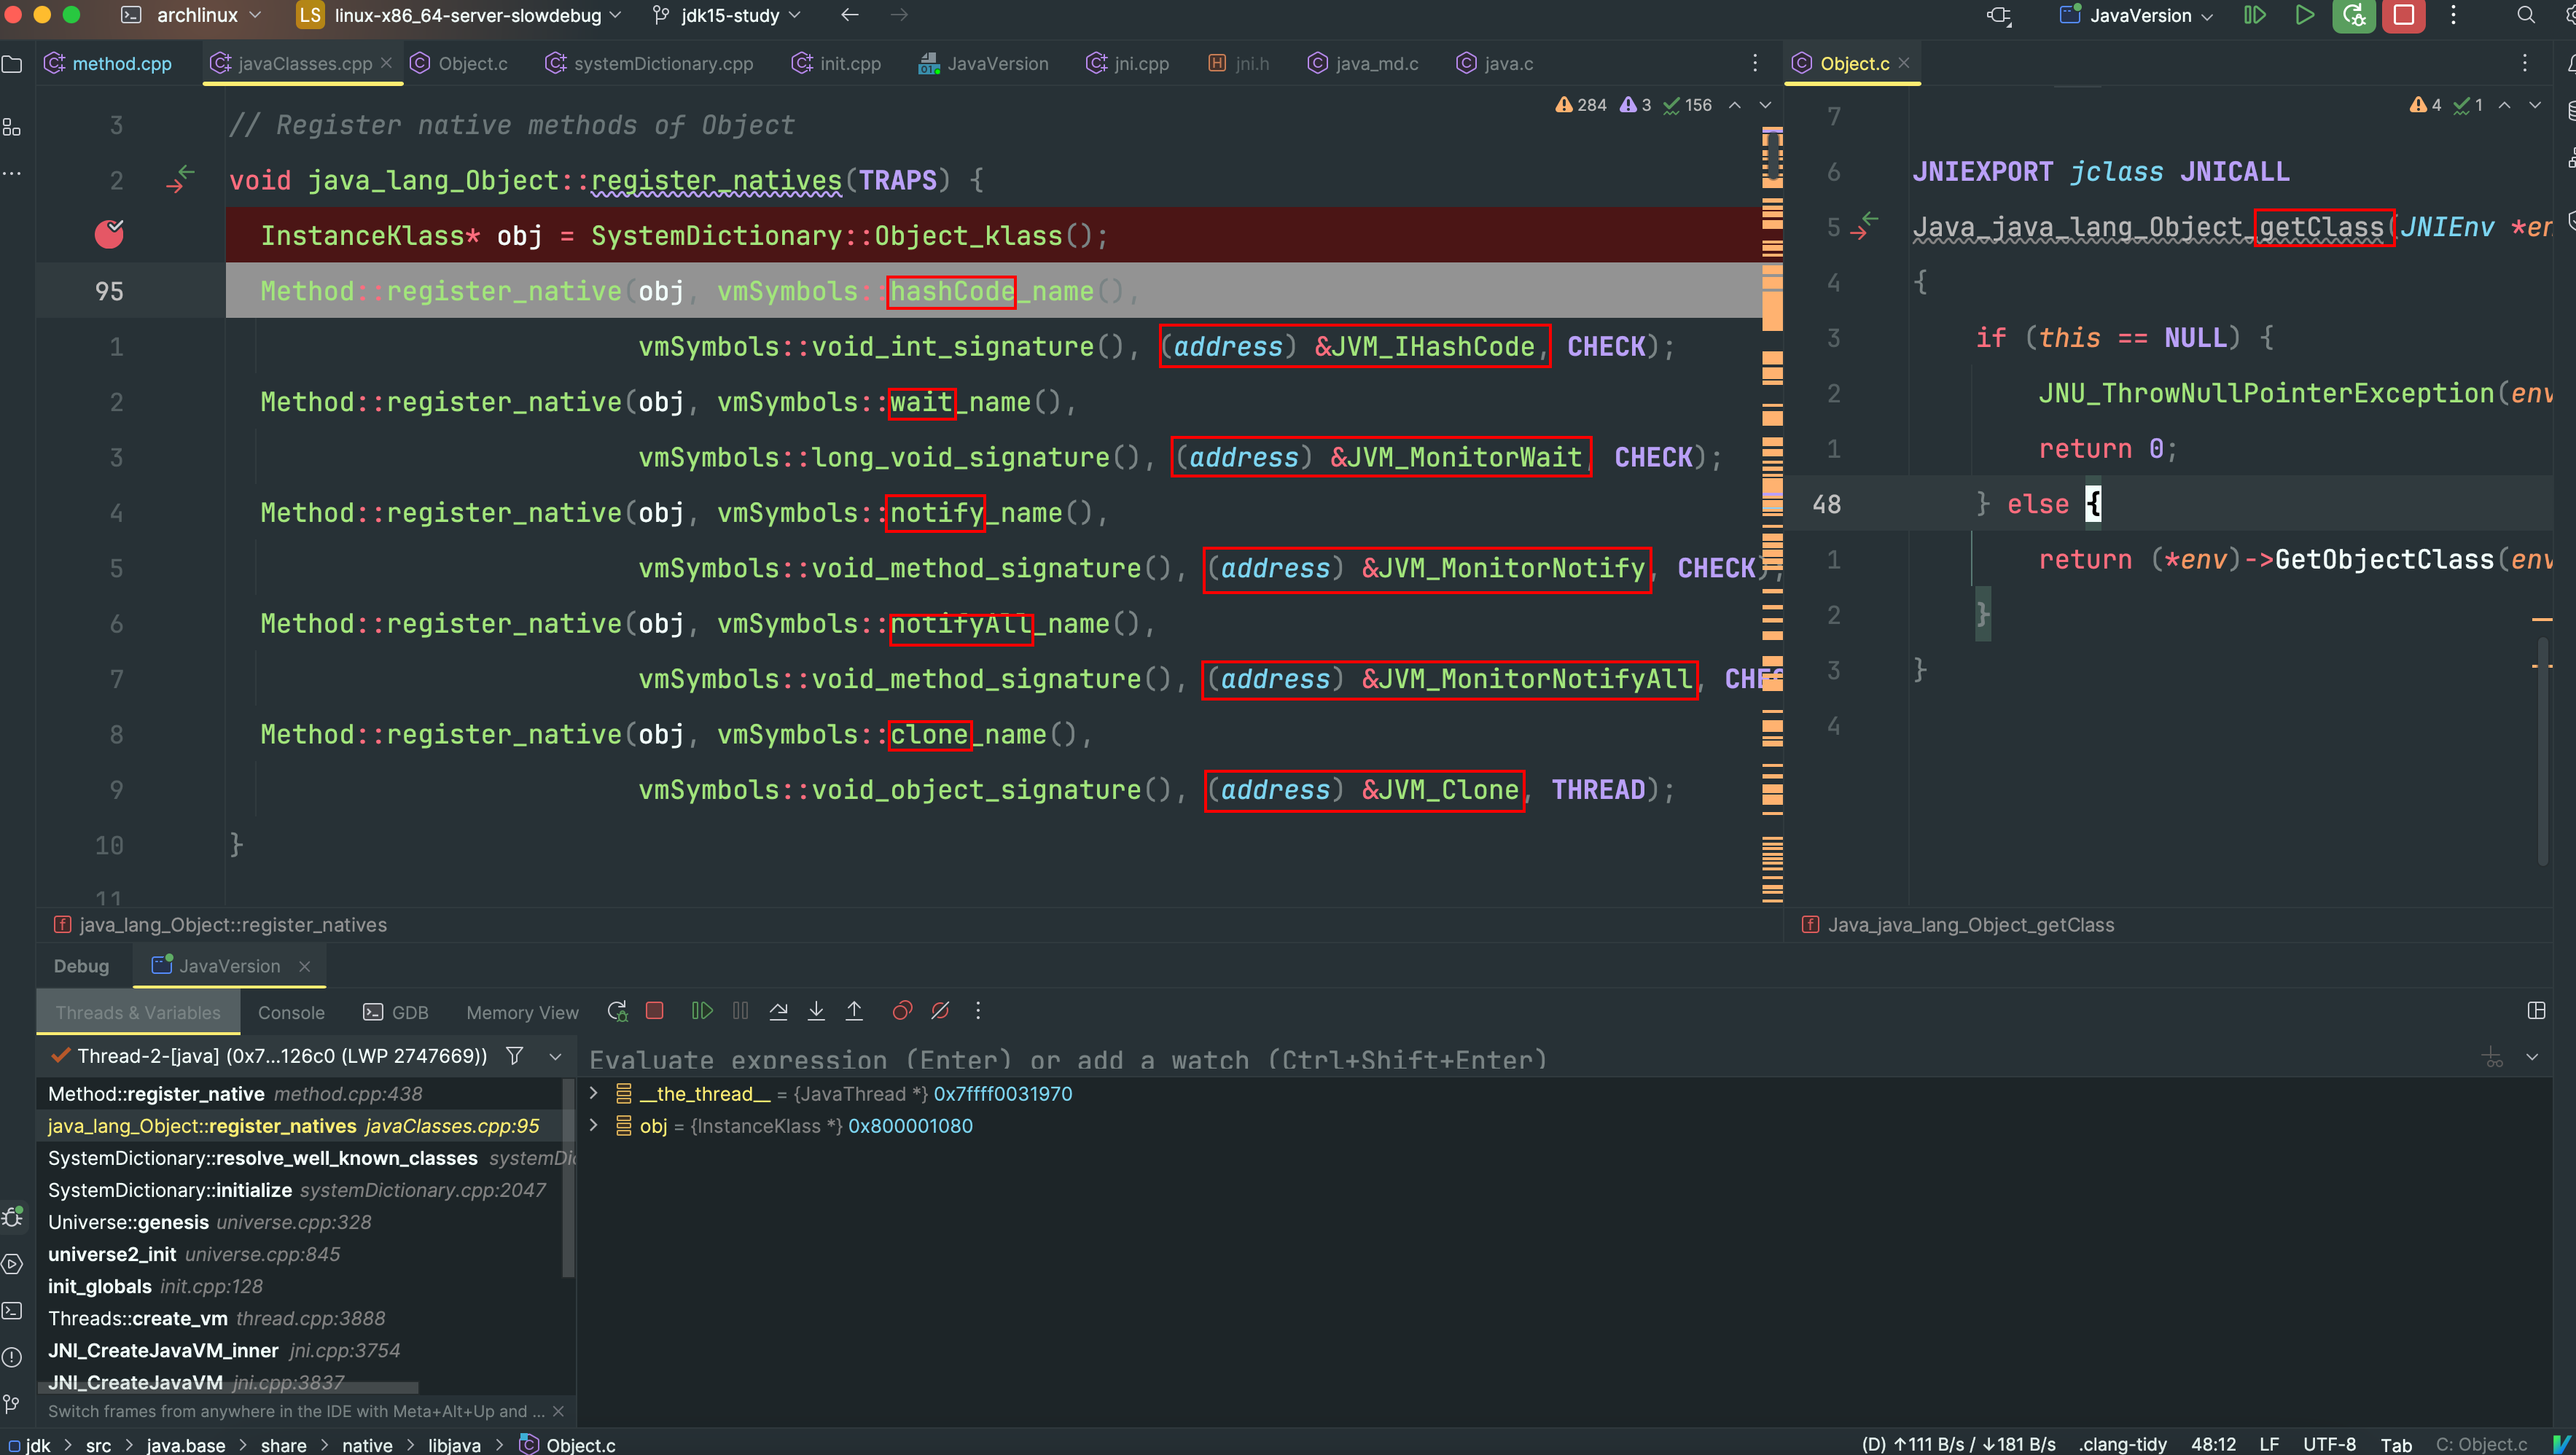 archlinux LS linux-x86_64-server-slowdebug jdk15-study JavaVersion
method.cpp javaClasses.cpp Object.c systemDictionary.cpp init.cpp JavaVersion jni.cpp jni.h java_md.c java.c
284 3 156
3 // Register native methods of Object
2 void java_lang_Object::register_natives(TRAPS) {
InstanceKlass* obj = SystemDictionary::Object_klass();
95 Method::register_native(obj, vmSymbols::hashCode_name(),
1 vmSymbols::void_int_signature(), (address) &JVM_IHashCode, CHECK);
2 Method::register_native(obj, vmSymbols::wait_name(),
3 vmSymbols::long_void_signature(), (address) &JVM_MonitorWait, CHECK);
4 Method::register_native(obj, vmSymbols::notify_name(),
5 vmSymbols::void_method_signature(), (address) &JVM_MonitorNotify, CHECK);
6 Method::register_native(obj, vmSymbols::notifyAll_name(),
7 vmSymbols::void_method_signature(), (address) &JVM_MonitorNotifyAll, CHEC
8 Method::register_native(obj, vmSymbols::clone_name(),
9 vmSymbols::void_object_signature(), (address) &JVM_Clone, THREAD);
10 }
11
java_lang_Object::register_natives
Object.c
4 1
7
6 JNIEXPORT jclass JNICALL
5 Java_java_lang_Object_getClass(JNIEnv *en
4 {
3 if (this == NULL) {
2 JNU_ThrowNullPointerException(env
1 return 0;
48 } else {
1 return (*env)->GetObjectClass(env
2 }
3 }
4
Java_java_lang_Object_getClass
Debug JavaVersion
Threads & Variables Console GDB Memory View
Thread-2-[java] (0x7...126c0 (LWP 2747669))
Method::register_native method.cpp:438
java_lang_Object::register_natives javaClasses.cpp:95
SystemDictionary::resolve_well_known_classes systemDic
SystemDictionary::initialize systemDictionary.cpp:2047
Universe::genesis universe.cpp:328
universe2_init universe.cpp:845
init_globals init.cpp:128
Threads::create_vm thread.cpp:3888
JNI_CreateJavaVM_inner jni.cpp:3754
JNI_CreateJavaVM jni.cpp:3837
Switch frames from anywhere in the IDE with Meta+Alt+Up and ...
Evaluate expression (Enter) or add a watch (Ctrl+Shift+Enter)
__the_thread__ = {JavaThread *} 0x7ffff0031970
obj = {InstanceKlass *} 0x800001080
jdk > src > java.base > share > native > libjava > Object.c
(D) ↑111 B/s / ↓181 B/s .clang-tidy 48:12 LF UTF-8 Tab C: Object.c